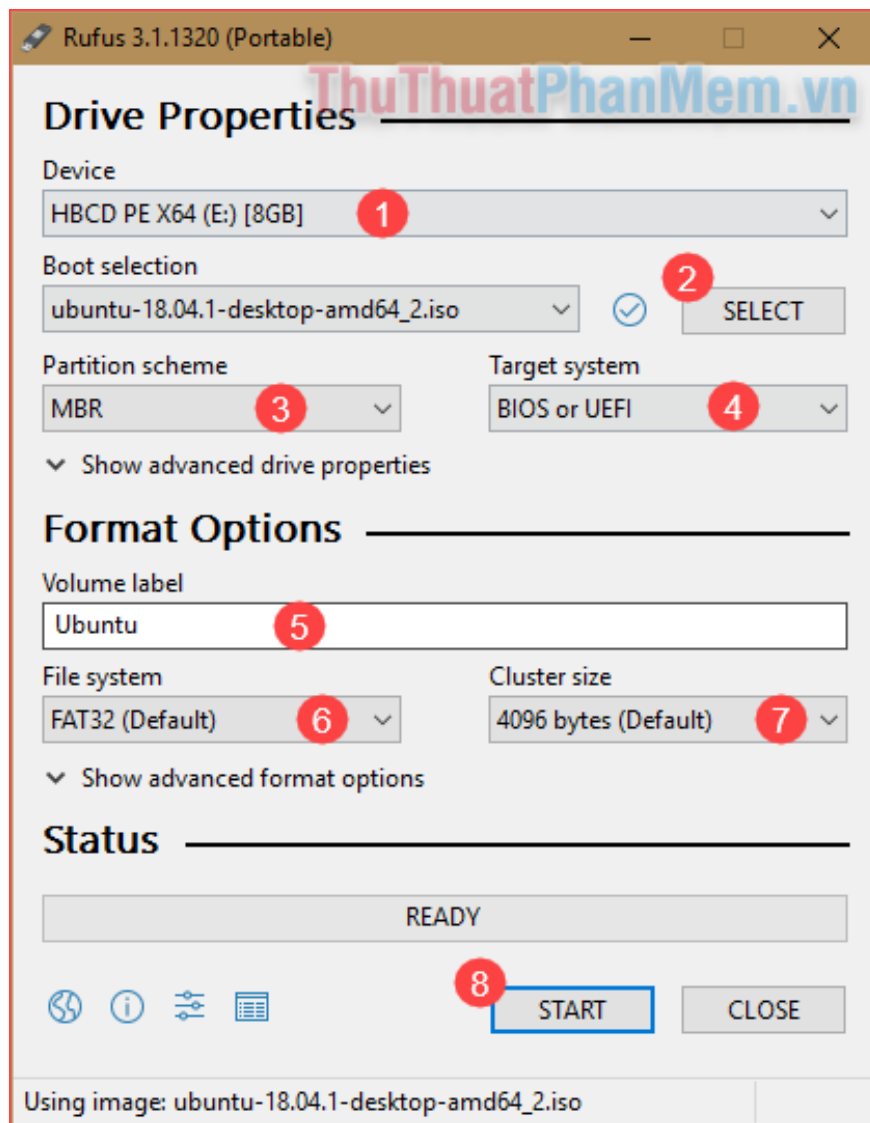 Rufus 3.1.1320 (Portable)
ThuThuatPhanMem.vn
Drive Properties
Device
HBCD PE X64 (E:) [8GB] 1
Boot selection 2
ubuntu-18.04.1-desktop-amd64_2.iso SELECT
Partition scheme Target system
MBR 3 BIOS or UEFI 4
Show advanced drive properties
Format Options
Volume label
Ubuntu 5
File system Cluster size
FAT32 (Default) 6 4096 bytes (Default) 7
Show advanced format options
Status
READY
8 START CLOSE
Using image: ubuntu-18.04.1-desktop-amd64_2.iso